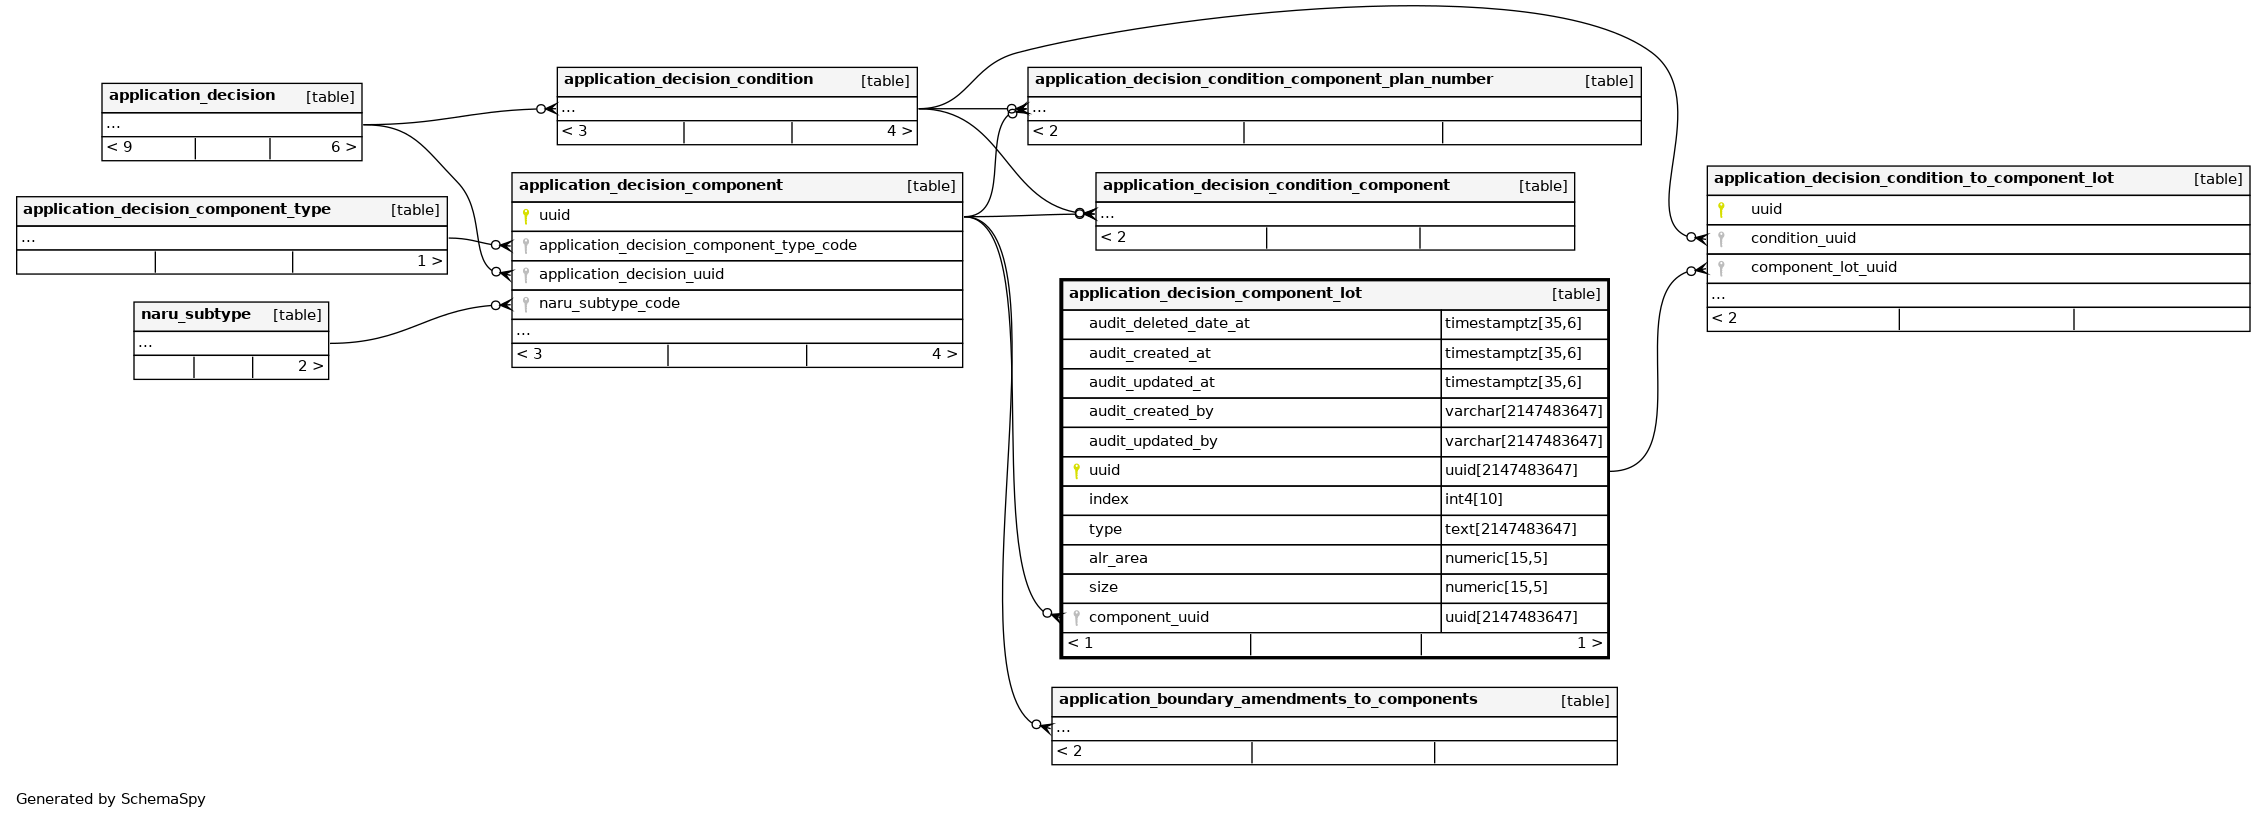 application_decision [table]
...
< 9 6 >
application_decision_component_type [table]
...
1 >
naru_subtype [table]
...
2 >
application_decision_condition [table]
...
< 3 4 >
application_decision_component [table]
uuid
application_decision_component_type_code
application_decision_uuid
naru_subtype_code
...
< 3 4 >
application_decision_condition_component_plan_number [table]
...
< 2
application_decision_condition_component [table]
...
< 2
application_decision_component_lot [table]
audit_deleted_date_at timestamptz[35,6]
audit_created_at timestamptz[35,6]
audit_updated_at timestamptz[35,6]
audit_created_by varchar[2147483647]
audit_updated_by varchar[2147483647]
uuid uuid[2147483647]
index int4[10]
type text[2147483647]
alr_area numeric[15,5]
size numeric[15,5]
component_uuid uuid[2147483647]
< 1 1 >
application_boundary_amendments_to_components [table]
...
< 2
application_decision_condition_to_component_lot [table]
uuid
condition_uuid
component_lot_uuid
...
< 2
Generated by SchemaSpy